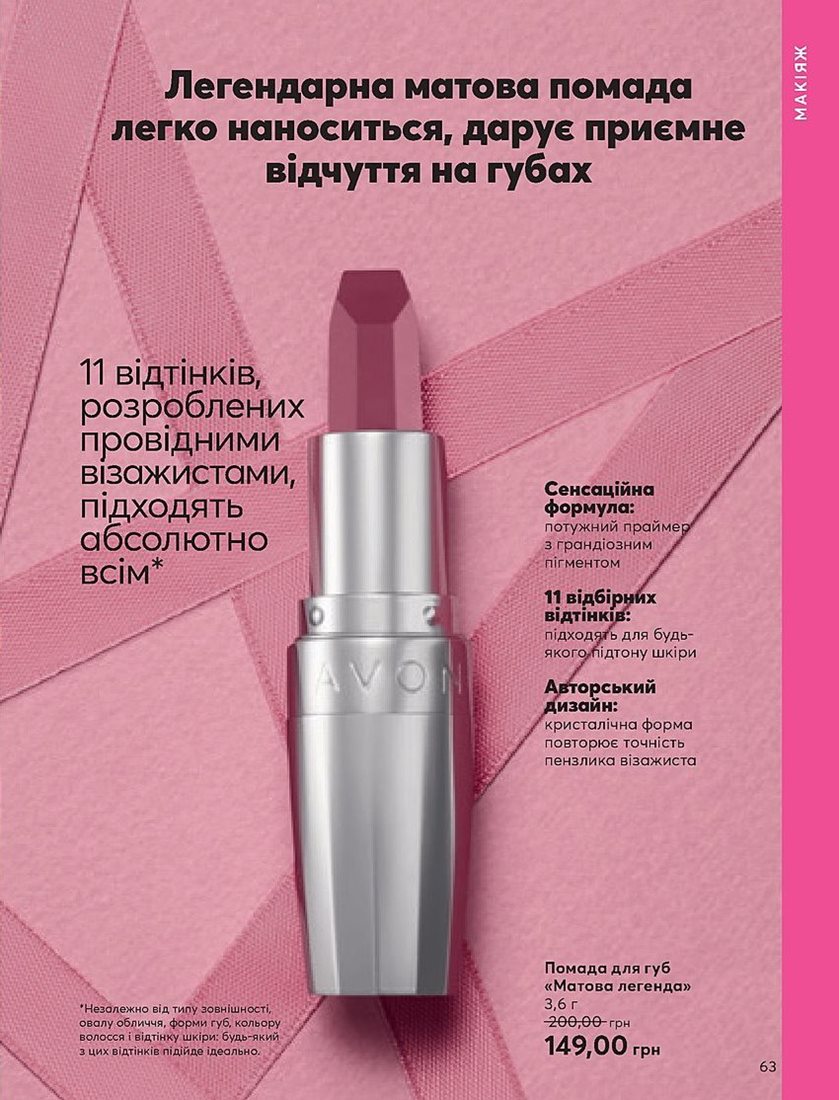 МАКІЯЖ
Легендарна матова помада
легко наноситься, дарує приємне
відчуття на губах
11 відтінків,
розроблених
провідними
візажистами,
підходять
абсолютно
всім*
Сенсаційна
формула:
потужний праймер
з грандіозним
пігментом
11 відбірних
відтінків:
підходять для будь-
якого підтону шкіри
Авторський
дизайн:
кристалічна форма
повторює точність
пензлика візажиста
AVON
*Незалежно від типу зовнішності,
овалу обличчя, форми губ, кольору
волосся і відтінку шкіри: будь-який
з цих відтінків підійде ідеально.
Помада для губ
«Матова легенда»
3,6 г
200,00 грн
149,00 грн
63